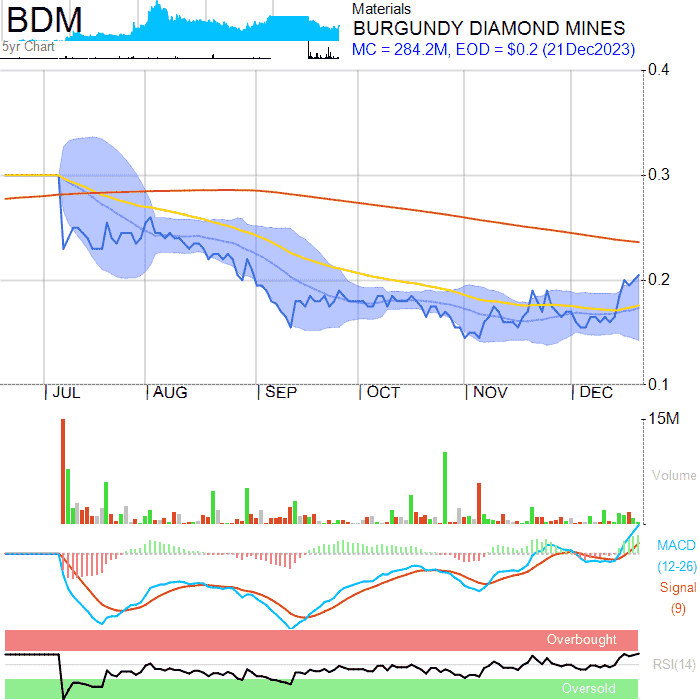 BDM
5yr Chart
Materials
BURGUNDY DIAMOND MINES
MC = 284.2M, EOD = $0.2 (21Dec2023)
0.4
0.3
0.2
0.1
JUL AUG SEP OCT NOV DEC
15M
Volume
MACD
(12-26)
Signal
(9)
Overbought
RSI(14)
Oversold